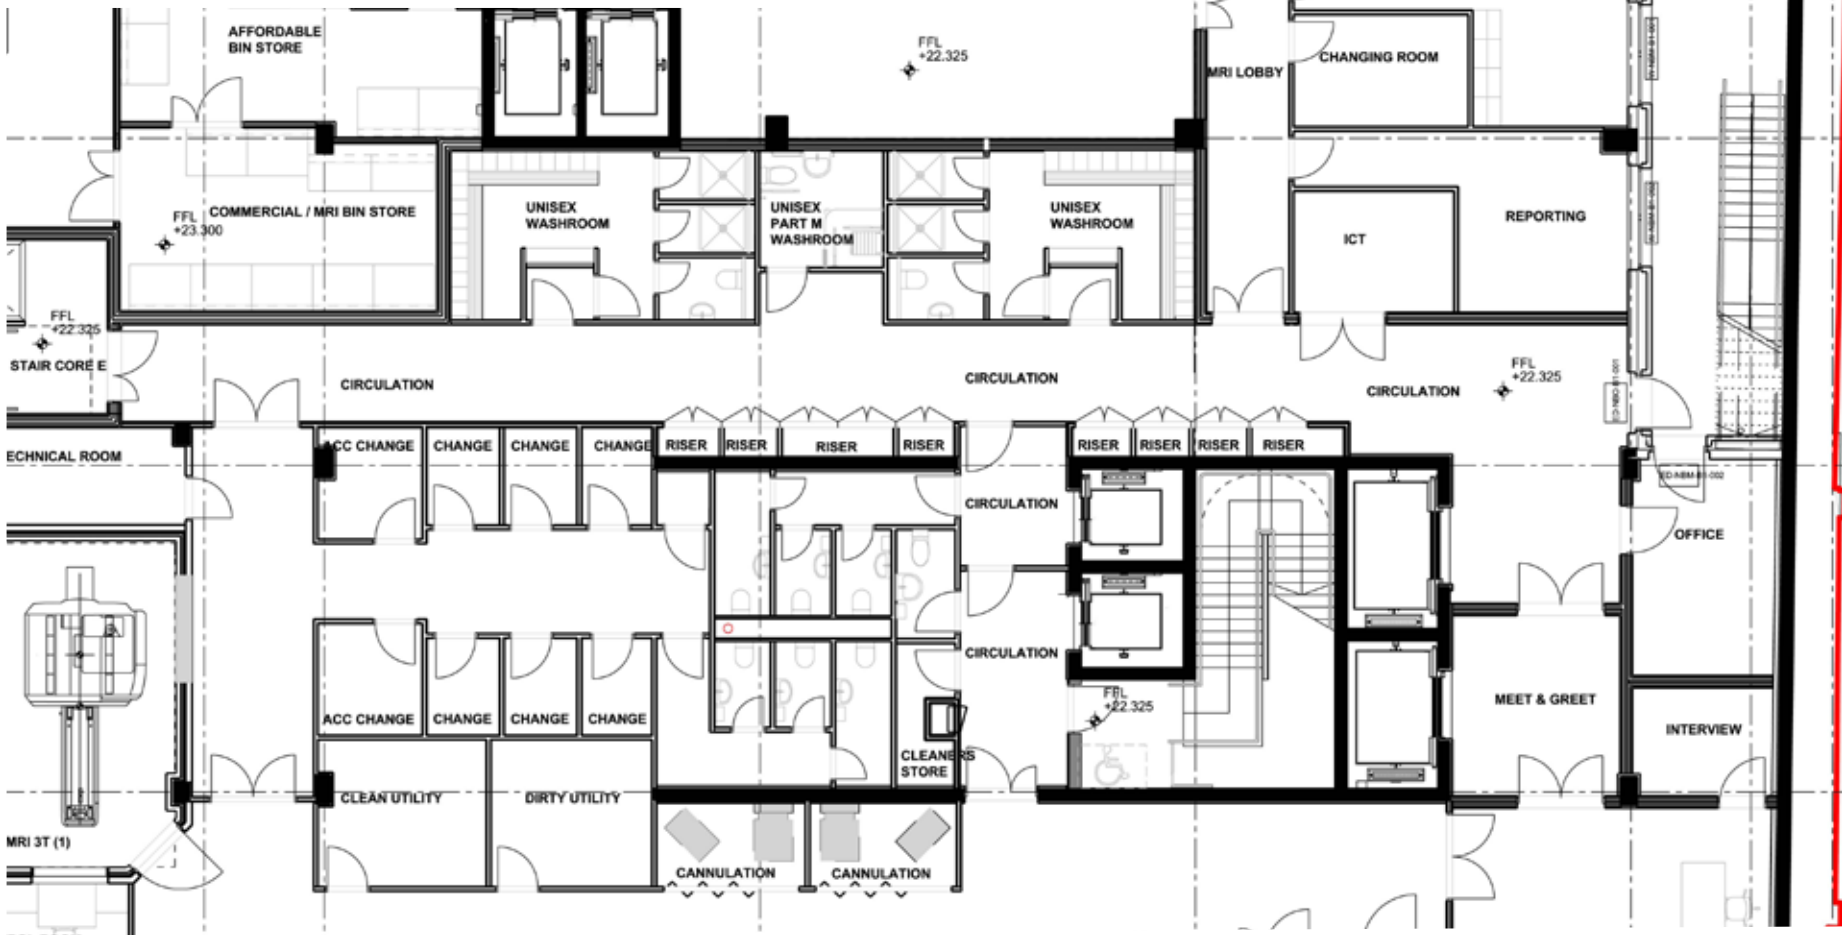 AFFORDABLE
BIN STORE
FFL
+22.325
MRI LOBBY
CHANGING ROOM
COMMERCIAL / MRI BIN STORE
FFL
+23.300
UNISEX
WASHROOM
UNISEX
PART M
WASHROOM
UNISEX
WASHROOM
ICT
REPORTING
FFL
+22.325
STAIR CORE E
CIRCULATION
CIRCULATION
CIRCULATION
FFL
+22.325
ECHNICAL ROOM
ACC CHANGE
CHANGE
CHANGE
CHANGE
RISER
RISER
RISER
RISER
RISER
RISER
RISER
RISER
CIRCULATION
OFFICE
CIRCULATION
FFL
+22.325
ACC CHANGE
CHANGE
CHANGE
CHANGE
MEET & GREET
INTERVIEW
CLEANERS
STORE
CLEAN UTILITY
DIRTY UTILITY
MRI 3T (1)
CANNULATION
CANNULATION